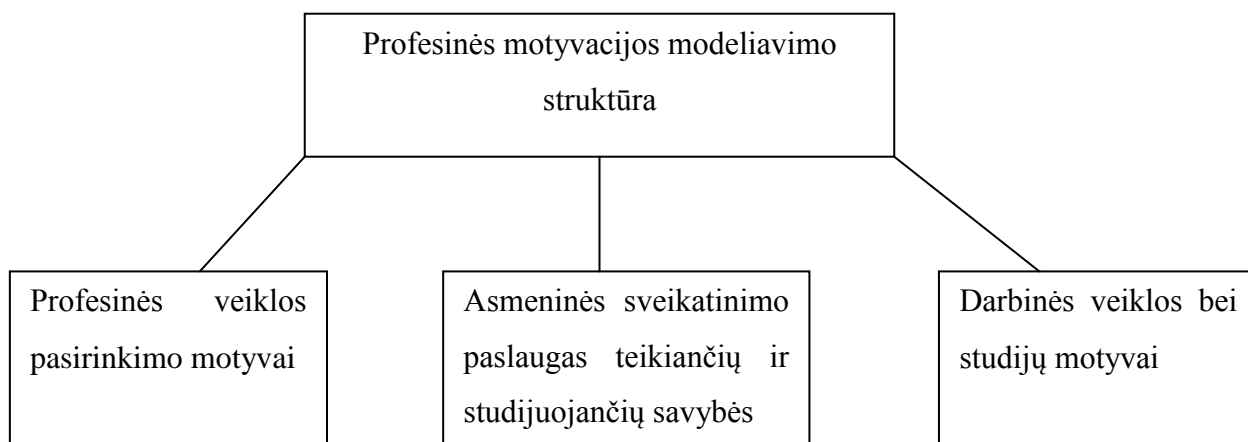 Profesinės motyvacijos modeliavimo
struktūra
Profesinės veiklos
pasirinkimo motyvai
Asmeninės sveikatinimo
paslaugas teikiančių ir
studijuojančių savybės
Darbinės veiklos bei
studijų motyvai